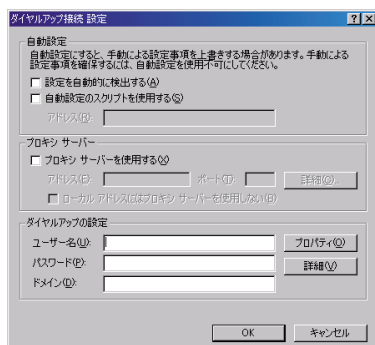 ダイヤルアップ接続 設定
自動設定
自動設定にすると、手動による設定事項を上書きする場合があります。手動による
設定事項を確保するには、自動設定を使用不可にしてください。
設定を自動的に検出する(A)
自動設定のスクリプトを使用する(S)
アドレス(R):
プロキシ サーバー
プロキシ サーバーを使用する(X)
アドレス(E): ポート(T): 詳細(C)...
ローカル アドレスにはプロキシ サーバーを使用しない(B)
ダイヤルアップの設定
ユーザー名(U): プロパティ(O)
パスワード(P): 詳細(V)
ドメイン(D):
OK キャンセル